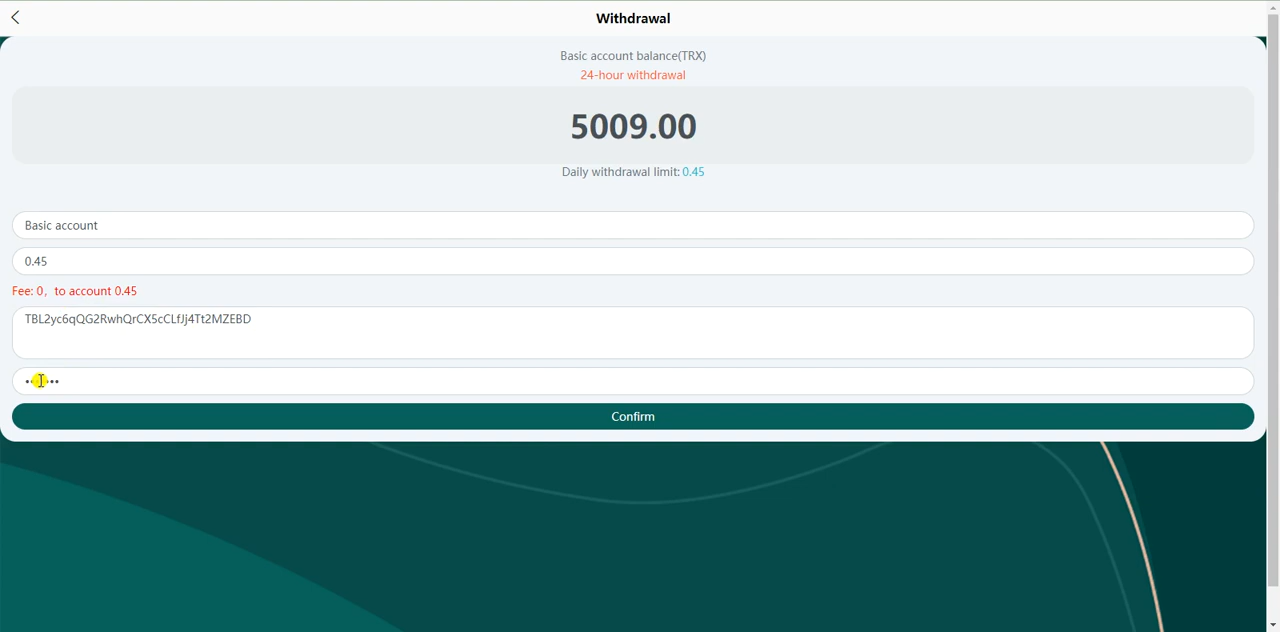 Withdrawal
Basic account balance(TRX)
24-hour withdrawal
5009.00
Daily withdrawal limit: 0.45
Basic account
0.45
Fee: 0, to account 0.45
TBL2yc6qQG2RwhQrCX5cCLfJj4Tt2MZEBD
Confirm